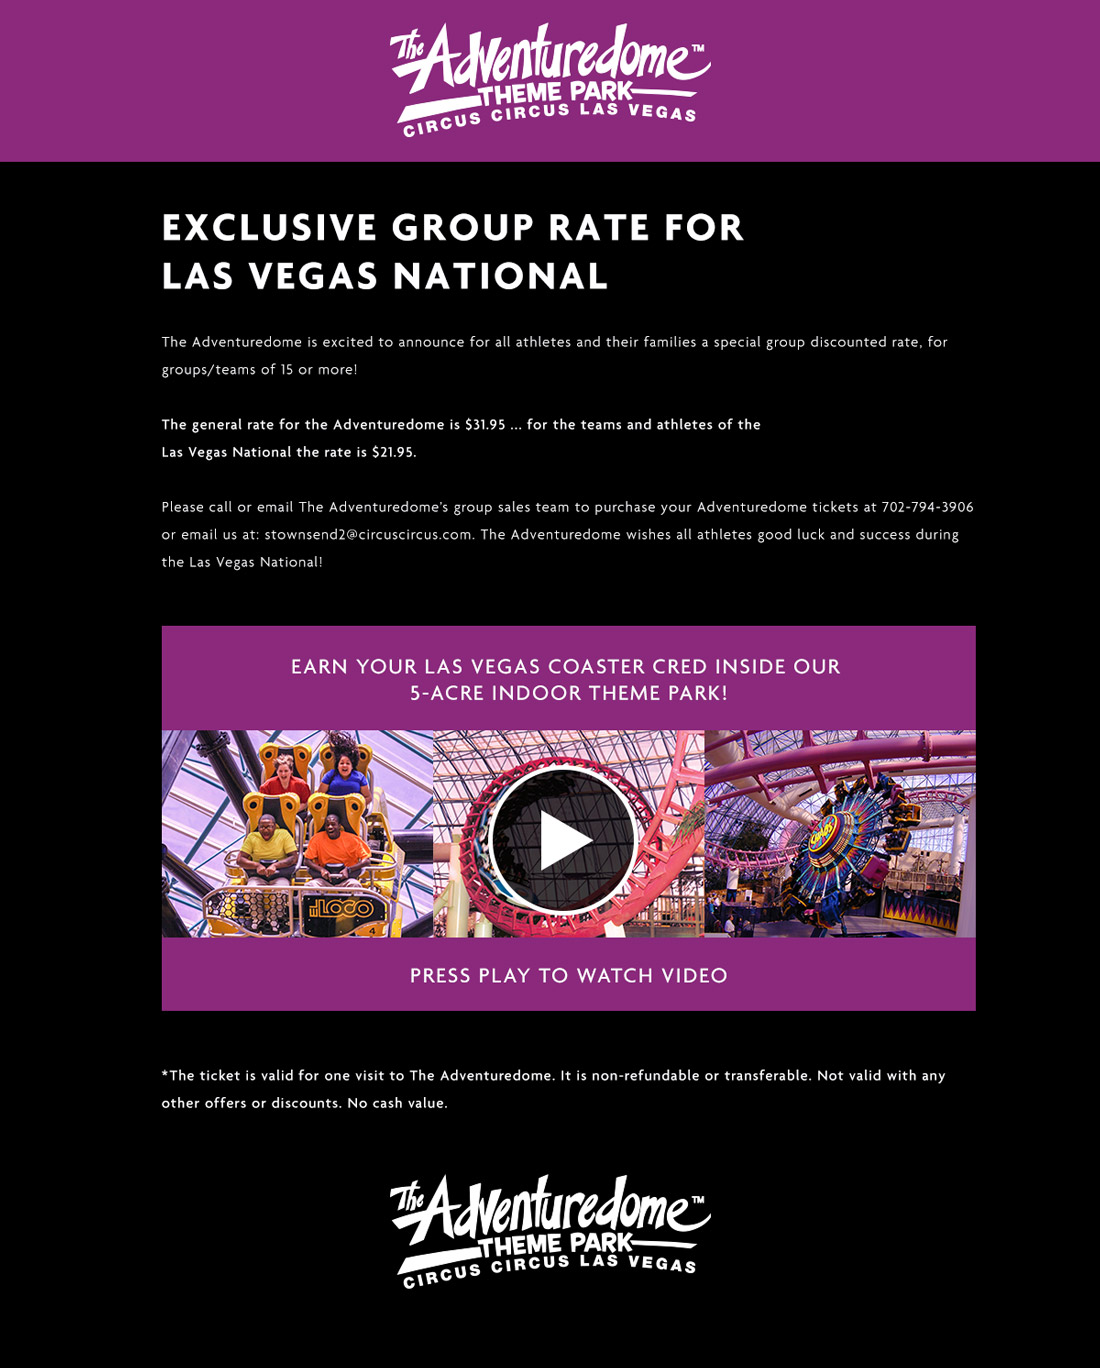 The Adventuredome™
THEME PARK
CIRCUS CIRCUS LAS VEGAS
EXCLUSIVE GROUP RATE FOR
LAS VEGAS NATIONAL
The Adventuredome is excited to announce for all athletes and their families a special group discounted rate, for
groups/teams of 15 or more!
The general rate for the Adventuredome is $31.95 ... for the teams and athletes of the
Las Vegas National the rate is $21.95.
Please call or email The Adventuredome’s group sales team to purchase your Adventuredome tickets at 702-794-3906
or email us at: stownsend2@circuscircus.com. The Adventuredome wishes all athletes good luck and success during
the Las Vegas National!
EARN YOUR LAS VEGAS COASTER CRED INSIDE OUR
5-ACRE INDOOR THEME PARK!
EL LOCO
4
CHAOS
PRESS PLAY TO WATCH VIDEO
*The ticket is valid for one visit to The Adventuredome. It is non-refundable or transferable. Not valid with any
other offers or discounts. No cash value.
The Adventuredome™
THEME PARK
CIRCUS CIRCUS LAS VEGAS